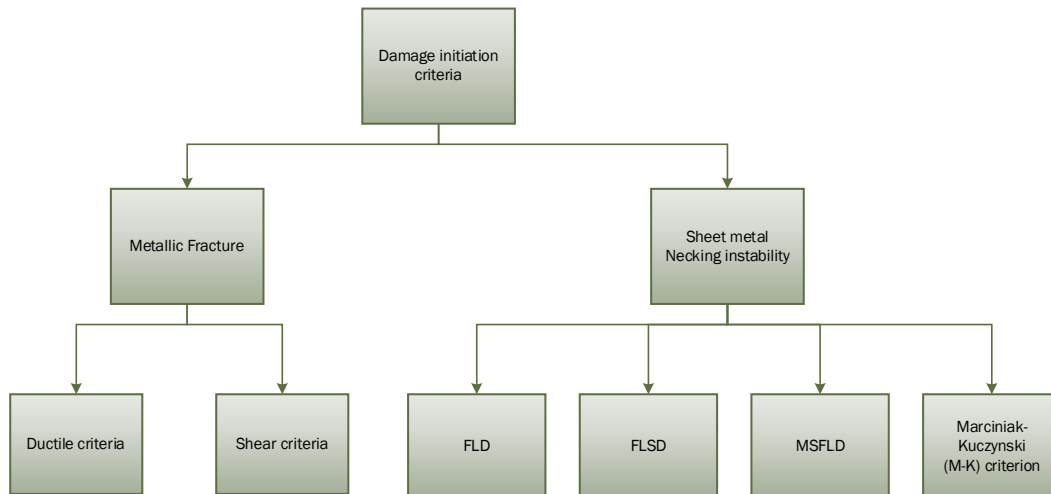 Damage initiation
criteria
Metallic Fracture
Sheet metal
Necking instability
Ductile criteria
Shear criteria
FLD
FLSD
MSFLD
Marciniak-
Kuczynski
(M-K) criterion